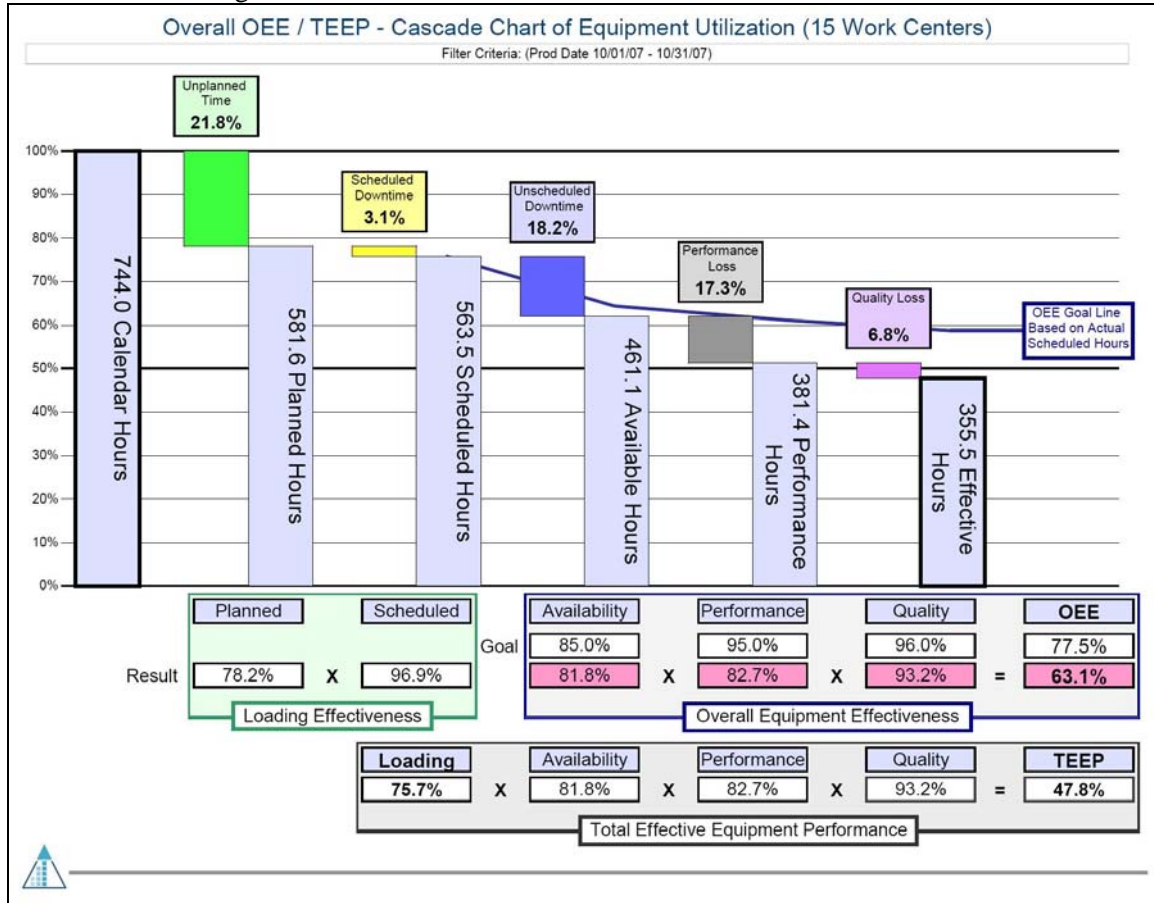 Overall OEE / TEEP - Cascade Chart of Equipment Utilization (15 Work Centers)
Filter Criteria: (Prod Date 10/01/07 - 10/31/07)
Unplanned
Time
21.8%
Scheduled
Downtime
3.1%
Unscheduled
Downtime
18.2%
Performance
Loss
17.3%
Quality Loss
6.8%
OEE Goal Line
Based on Actual
Scheduled Hours
100%
90%
80%
70%
60%
50%
40%
30%
20%
10%
0%
744.0 Calendar Hours
581.6 Planned Hours
563.5 Scheduled Hours
461.1 Available Hours
381.4 Performance
Hours
355.5 Effective
Hours
Planned Scheduled Availability Performance Quality OEE
Goal 85.0% 95.0% 96.0% 77.5%
Result 78.2% X 96.9% 81.8% X 82.7% X 93.2% = 63.1%
Loading Effectiveness Overall Equipment Effectiveness
Loading Availability Performance Quality TEEP
75.7% X 81.8% X 82.7% X 93.2% = 47.8%
Total Effective Equipment Performance